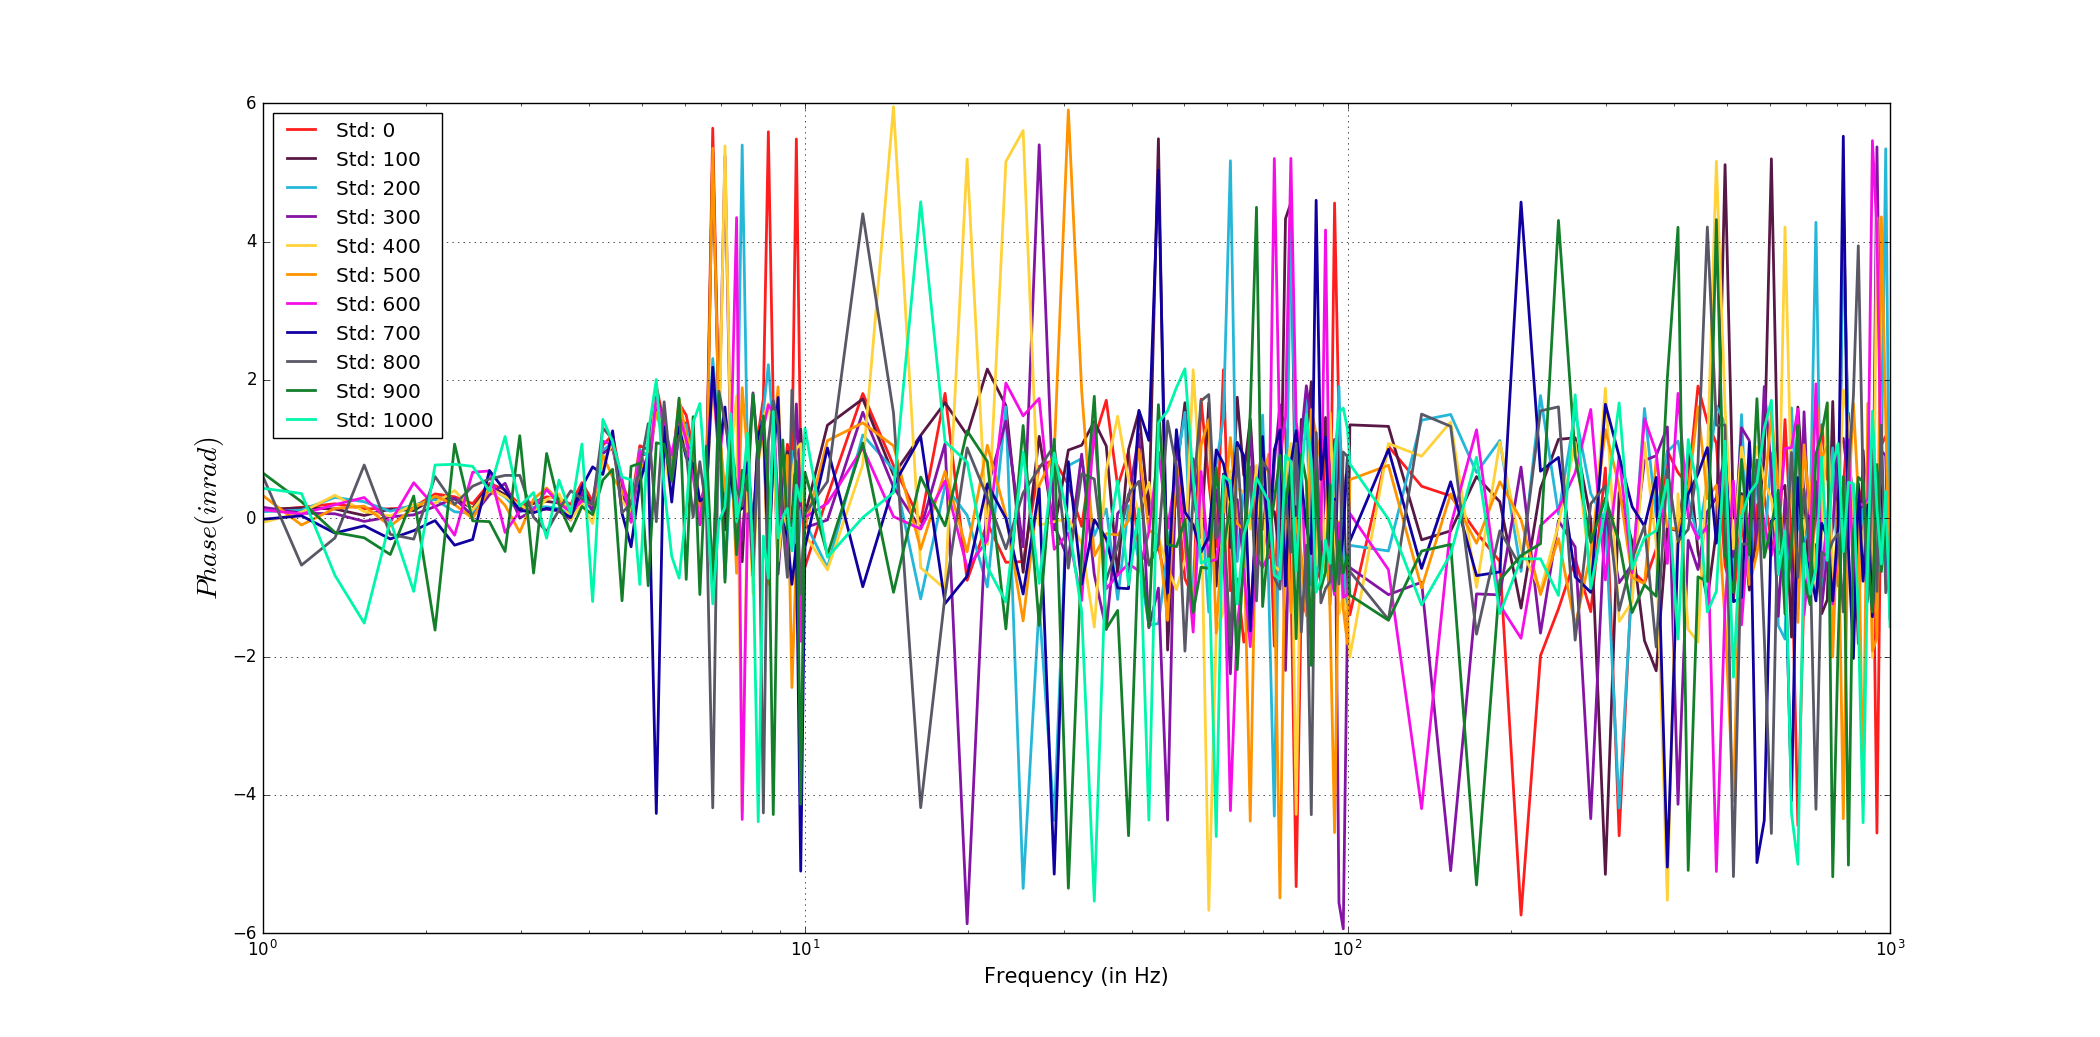 6
4
2
0
−2
−4
−6
Phase(inrad)
Std: 0
Std: 100
Std: 200
Std: 300
Std: 400
Std: 500
Std: 600
Std: 700
Std: 800
Std: 900
Std: 1000
10⁰ 10¹ 10² 10³
Frequency (in Hz)